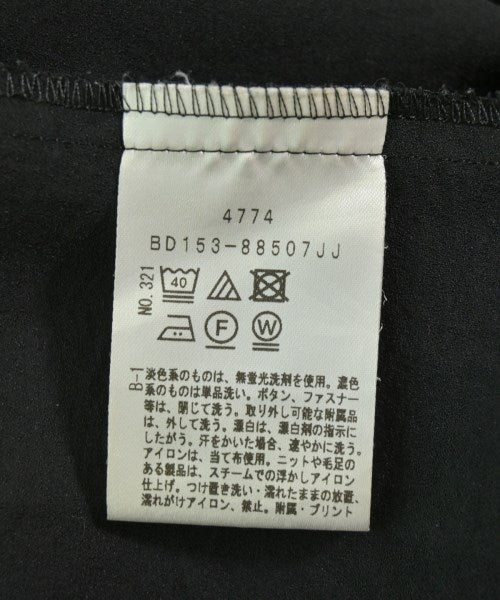 4774
BD153-88507JJ
NO.321
40
F
W
B-1
淡色系のものは、無蛍光洗剤を使用。濃色
系のものは単品洗い。ボタン、ファスナー
等は、閉じて洗う。取り外し可能な附属品
は、外して洗う。漂白は、漂白剤の指示に
したがう。汗をかいた場合、速やかに洗う。
アイロンは、当て布使用。ニットや毛足の
ある製品は、スチームでの浮かしアイロン
仕上げ。つけ置き洗い・濡れたままの放置、
濡れがけアイロン、禁止。附属・プリント